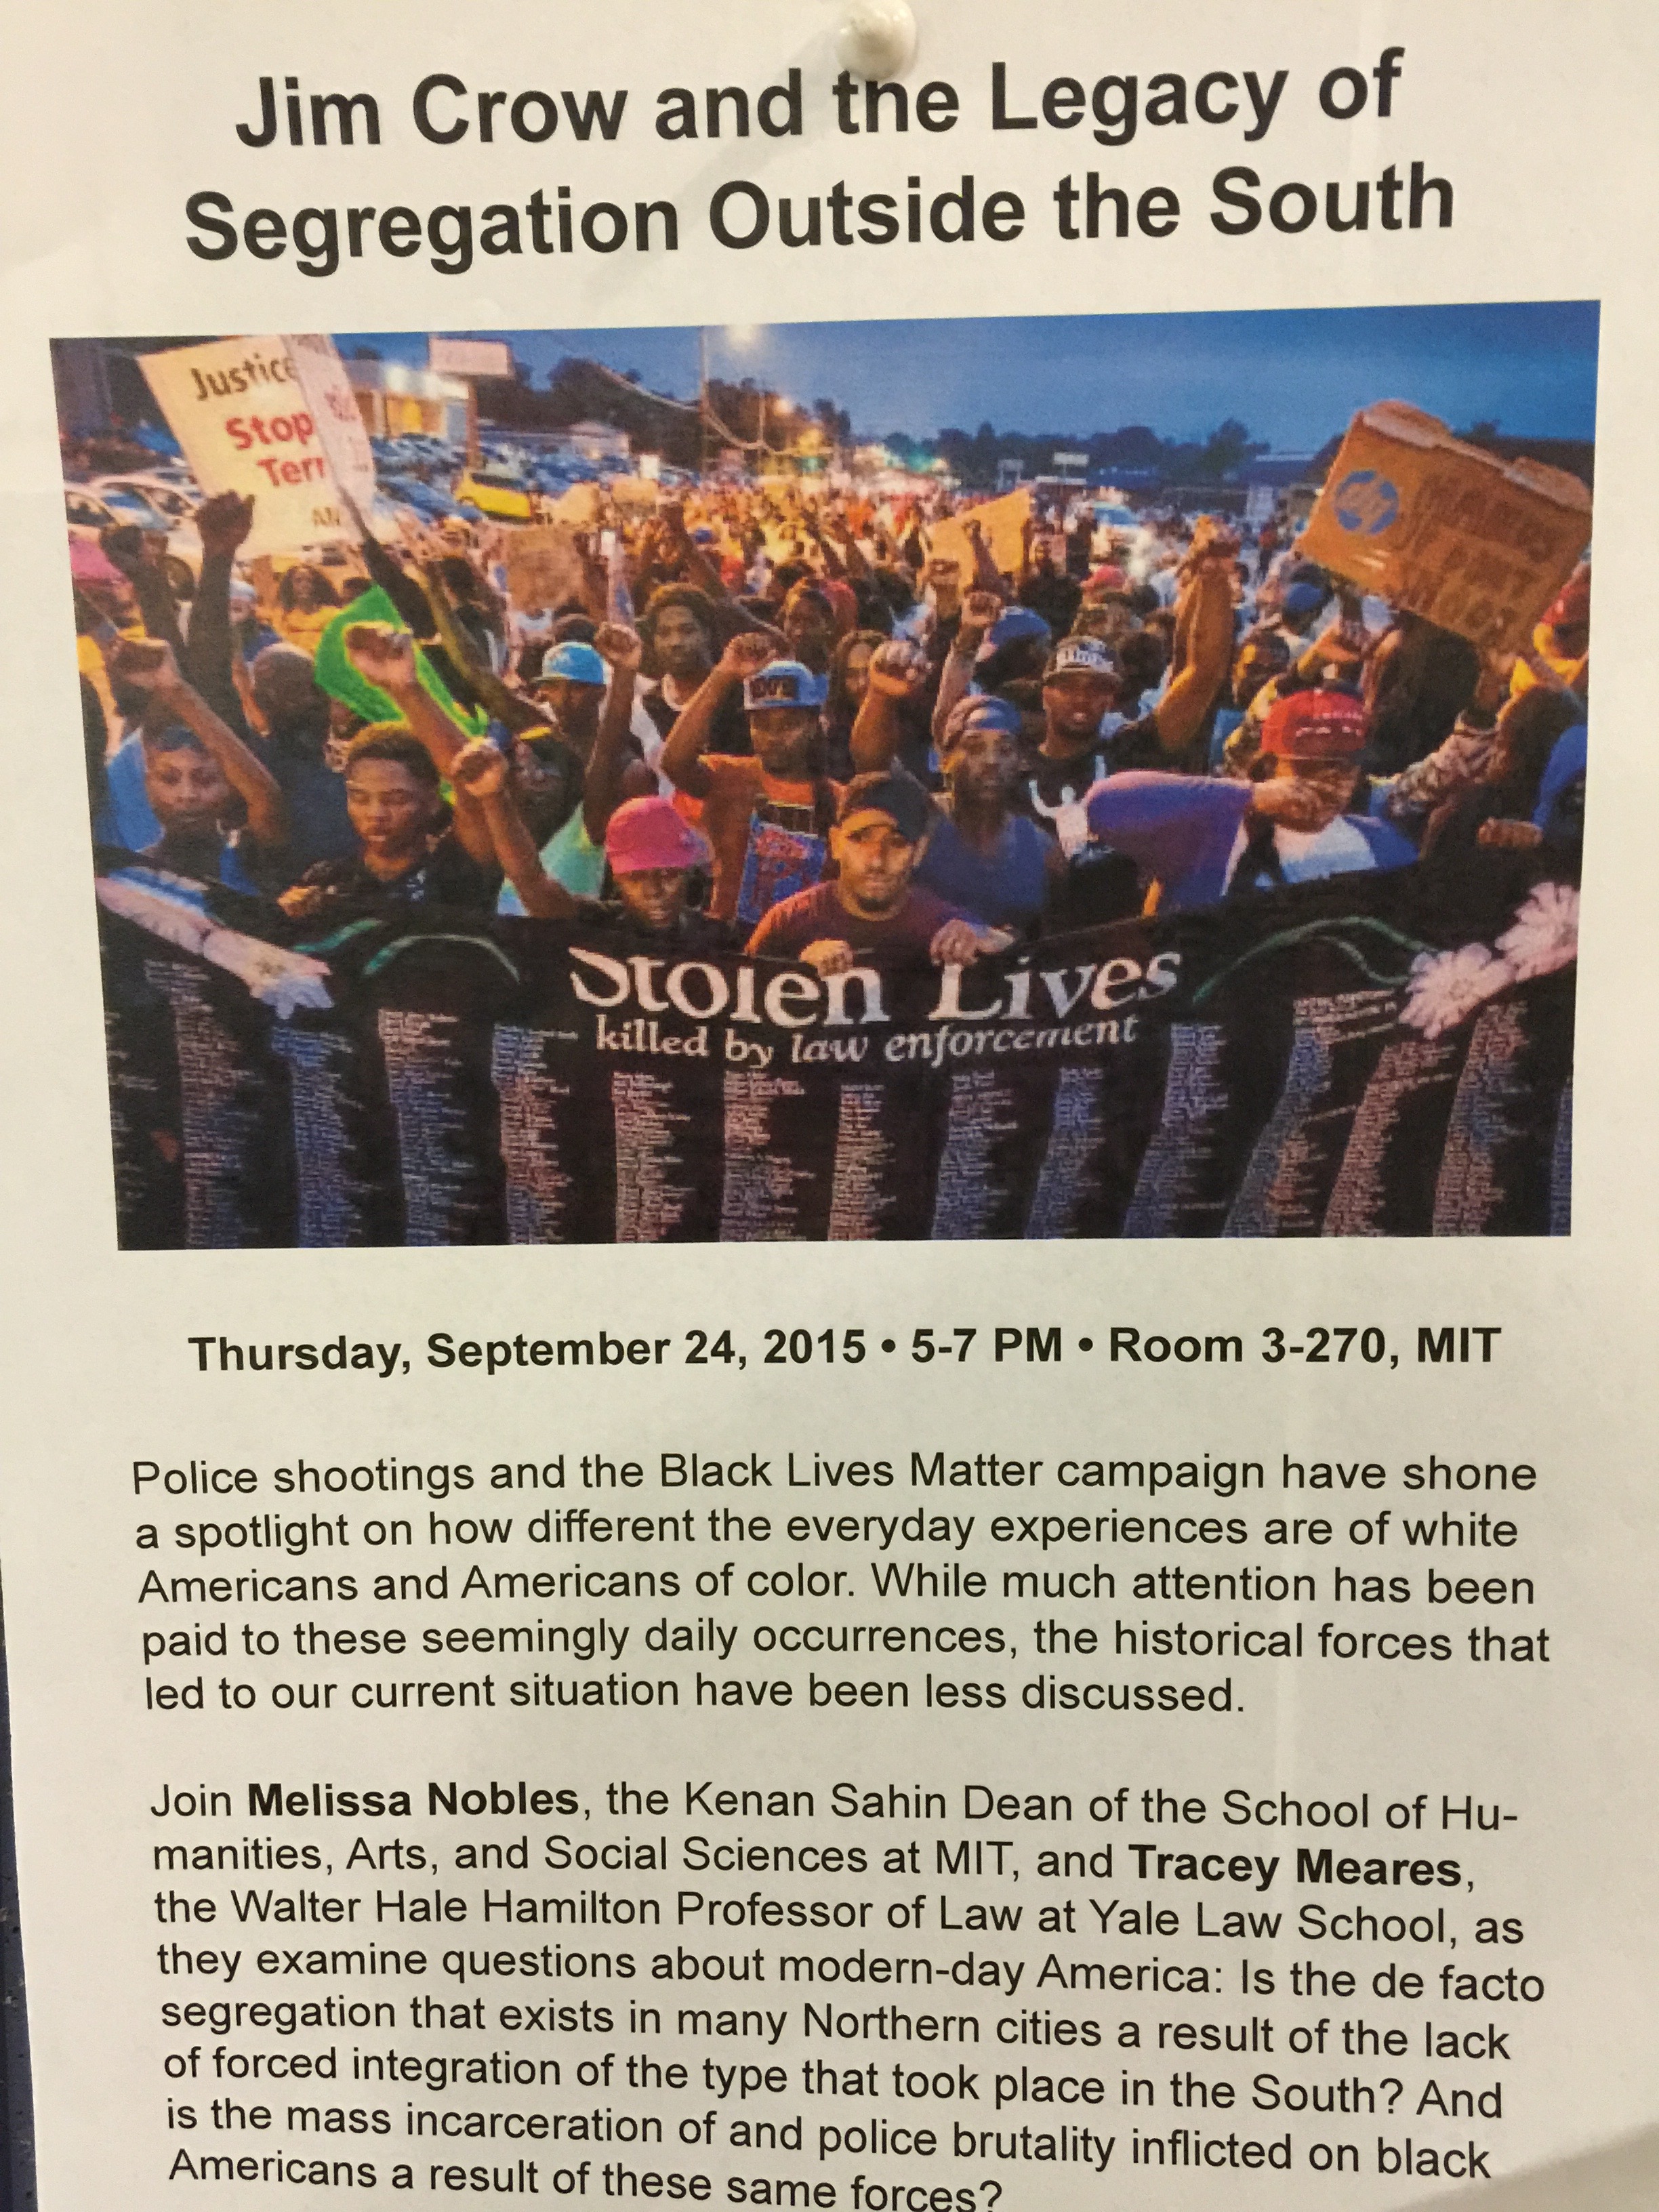 Jim Crow and the Legacy of
Segregation Outside the South
Justice
Stop
Terr
AN
Stolen Lives
killed by law enforcement
Thursday, September 24, 2015 • 5-7 PM • Room 3-270, MIT
Police shootings and the Black Lives Matter campaign have shone
a spotlight on how different the everyday experiences are of white
Americans and Americans of color. While much attention has been
paid to these seemingly daily occurrences, the historical forces that
led to our current situation have been less discussed.
Join Melissa Nobles, the Kenan Sahin Dean of the School of Hu-
manities, Arts, and Social Sciences at MIT, and Tracey Meares,
the Walter Hale Hamilton Professor of Law at Yale Law School, as
they examine questions about modern-day America: Is the de facto
segregation that exists in many Northern cities a result of the lack
of forced integration of the type that took place in the South? And
is the mass incarceration of and police brutality inflicted on black
Americans a result of these same forces?